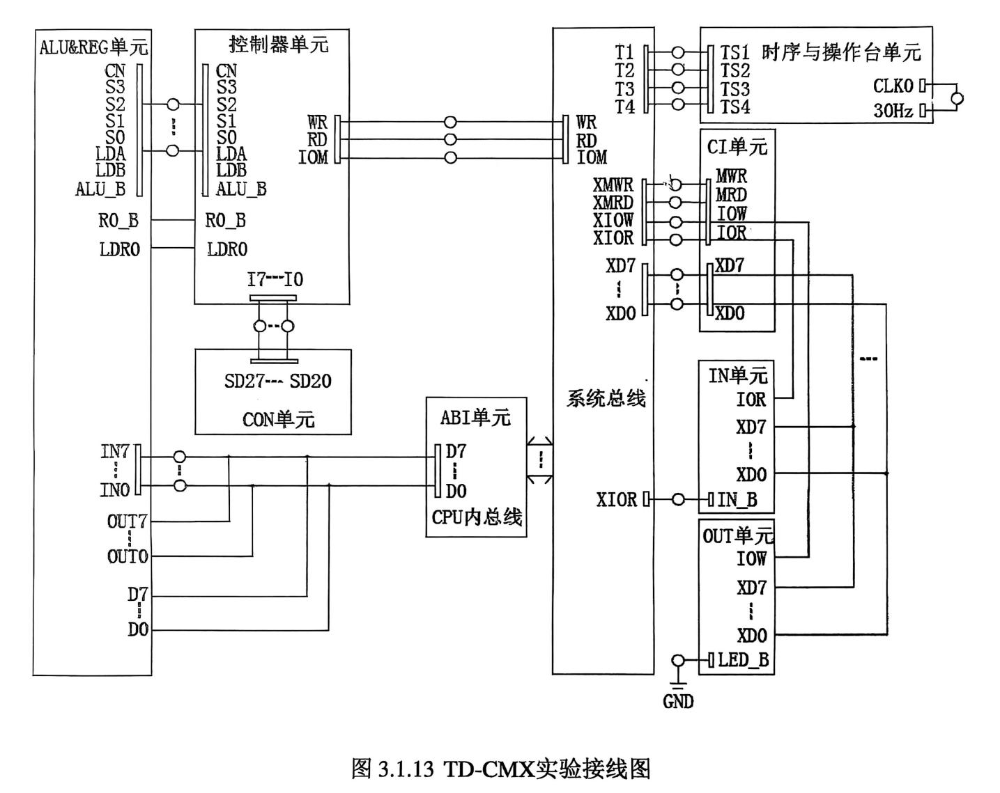 ALU&REG单元
CN
S3
S2
S1
S0
LDA
LDB
ALU_B
R0_B
LDR0
IN7
IN0
OUT7
OUT0
D7
D0
控制器单元
CN
S3
S2
S1
S0
LDA
LDB
ALU_B
R0_B
LDR0
WR
RD
IOM
I7---I0
SD27--- SD20
CON单元
ABI单元
D7
D0
CPU内总线
T1
T2
T3
T4
WR
RD
IOM
XMWR
XMRD
XIOW
XIOR
XD7
XD0
系统总线
XIOR
TS1
TS2
TS3
TS4
时序与操作台单元
CLK0
30Hz
CI单元
MWR
MRD
IOW
IOR
XD7
XD0
IN单元
IOR
XD7
XD0
IN_B
OUT单元
IOW
XD7
XD0
LED_B
GND
图 3.1.13 TD-CMX实验接线图